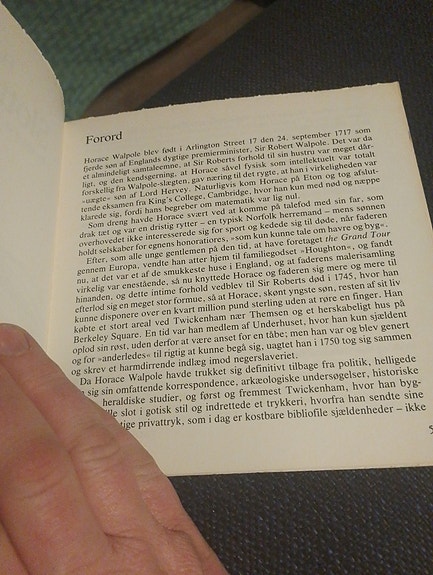 Forord
Horace Walpole blev født i Arlington Street 17 den 24. september 1717 som
fjerde søn af Englands dygtige premierminister, Sir Robert Walpole. Det var da
et almindeligt samtaleemne, at Sir Roberts forhold til sin hustru var meget dår-
ligt, og den kendsgerning, at Horace såvel fysisk som intellektuelt var totalt
forskellig fra Walpole-slægten, gav næring til det rygte, at han i virkeligheden var
»uægte« søn af Lord Hervey. Naturligvis kom Horace på Eton og tog afslut-
tende eksamen fra King's College, Cambridge, hvor han kun med nød og næppe
klarede sig, fordi hans begreber om matematik var lig nul.
Som dreng havde Horace svært ved at komme på talefod med sin far, som
drak tæt og var en dristig rytter – en typisk Norfolk herremand – mens sønnen
overhovedet ikke interesserede sig for sport og kedede sig til døde, når faderen
holdt selskaber for egnens honoratiores, »som kun kunne tale om havre og byg«.
Efter, som alle unge gentlemen på den tid, at have foretaget the Grand Tour
gennem Europa, vendte han atter hjem til familiegodset »Houghton«, og fandt
nu, at det var et af de smukkeste huse i England, og at faderens malerisamling
virkelig var enestående, så nu knyttede Horace og faderen sig mere og mere til
hinanden, og dette intime forhold vedblev til Sir Roberts død i 1745, hvor han
efterlod sig en meget stor formue, så at Horace, skønt yngste søn, resten af sit liv
kunne disponere over en kvart million pund sterling uden at røre en finger. Han
købte et stort areal ved Twickenham nær Themsen og et herskabeligt hus på
Berkeley Square. En tid var han medlem af Underhuset, hvor han kun sjældent
oplod sin røst, uden derfor at være anset for en tåbe; men han var og blev genert
og for »anderledes« til rigtig at kunne begå sig, uagtet han i 1750 tog sig sammen
og skrev et harmdirrende indlæg imod negerslaveriet.
Da Horace Walpole havde trukket sig definitivt tilbage fra politik, helligede
sig sin omfattende korrespondence, arkæologiske undersøgelser, historiske
heraldiske studier, og først og fremmest Twickenham, hvor han byg-
slot i gotisk stil og indrettede et trykkeri, hvorfra han sendte sine
privattryk, som i dag er kostbare bibliofile sjældenheder – ikke